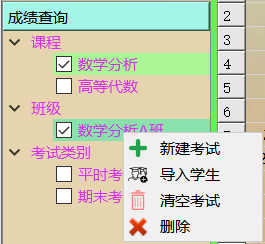 成绩查询
课程
数学分析
高等代数
班级
数学分析A班
考试类别
平时考
期末考
新建考试
导入学生
清空考试
删除
2
3
4
5
6